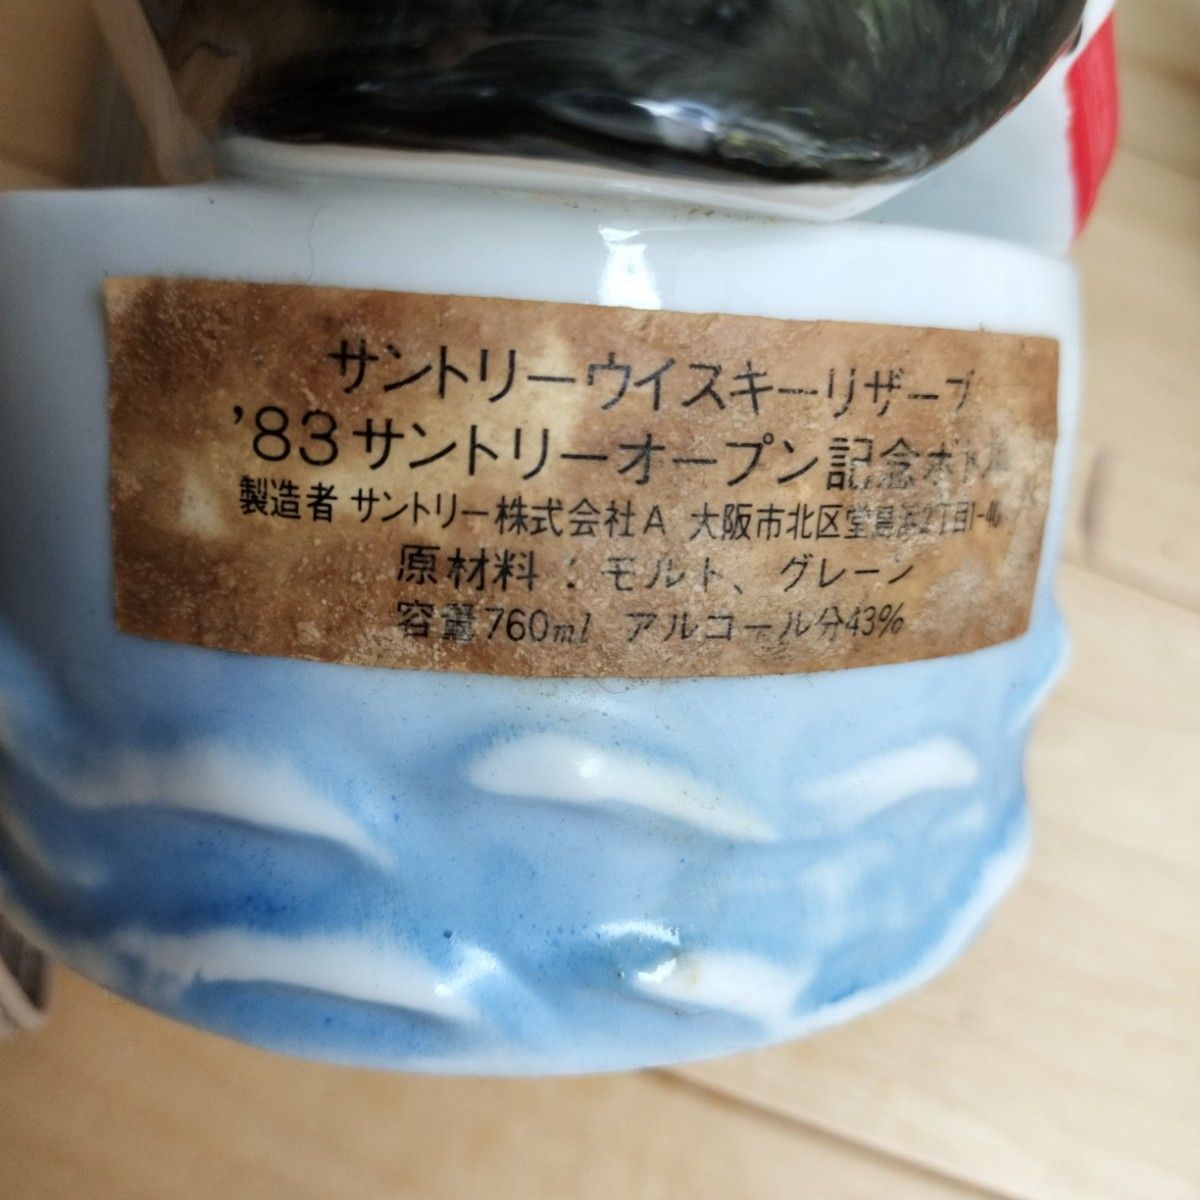 サントリーウイスキーリザーブ
'83サントリーオープン記念ボトル
製造者 サントリー株式会社A 大阪市北区堂島浜2丁目1-40
原材料:モルト、グレーン
容量760ml アルコール分43%